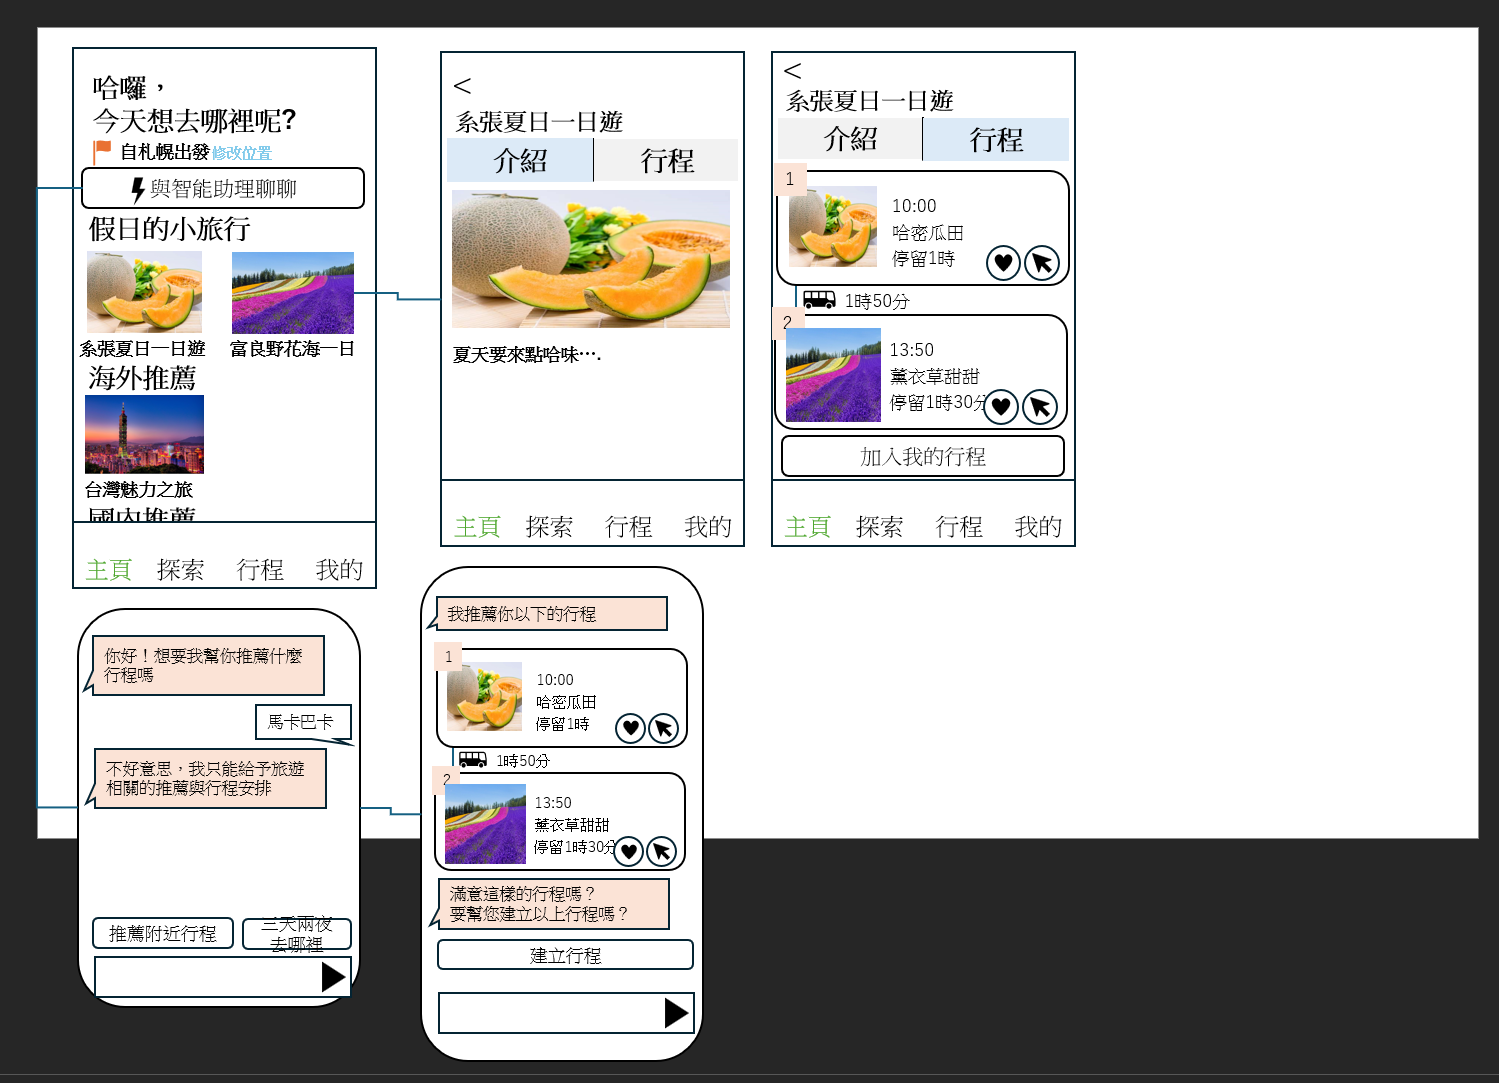 哈囉，
今天想去哪裡呢?
自札幌出發 修改位置
與智能助理聊聊
假日的小旅行
系張夏日一日遊
富良野花海一日
海外推薦
台灣魅力之旅
國內推薦
主頁 探索 行程 我的
<
系張夏日一日遊
介紹 行程
夏天要來點哈味….
主頁 探索 行程 我的
<
系張夏日一日遊
介紹 行程
1
10:00
哈密瓜田
停留1時
1時50分
2
13:50
薰衣草甜甜
停留1時30分
加入我的行程
主頁 探索 行程 我的
你好！想要我幫你推薦什麼
行程嗎
馬卡巴卡
不好意思，我只能給予旅遊
相關的推薦與行程安排
推薦附近行程
三天兩夜
去哪裡
我推薦你以下的行程
1
10:00
哈密瓜田
停留1時
1時50分
2
13:50
薰衣草甜甜
停留1時30分
滿意這樣的行程嗎？
要幫您建立以上行程嗎？
建立行程